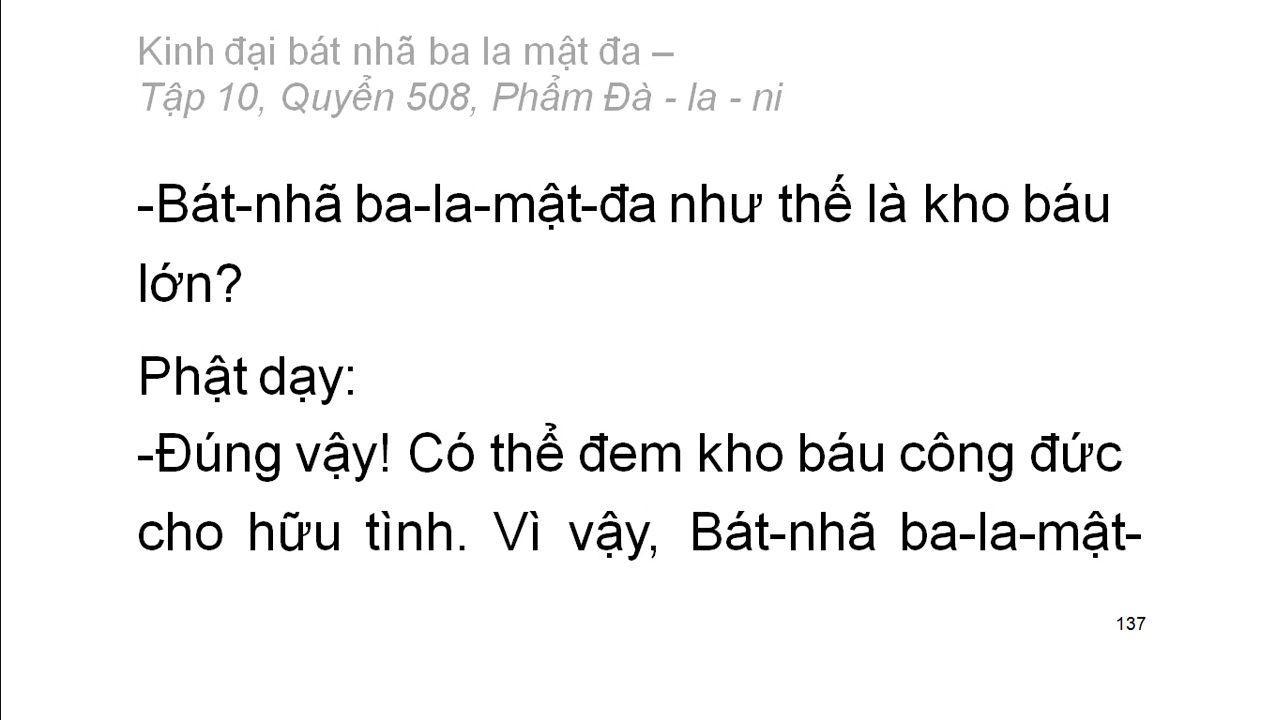 Kinh đại bát nhã ba la mật đa –
Tập 10, Quyển 508, Phẩm Đà - la - ni
-Bát-nhã ba-la-mật-đa như thế là kho báu
lớn?
Phật dạy:
-Đúng vậy! Có thể đem kho báu công đức
cho hữu tình. Vì vậy, Bát-nhã ba-la-mật-
137